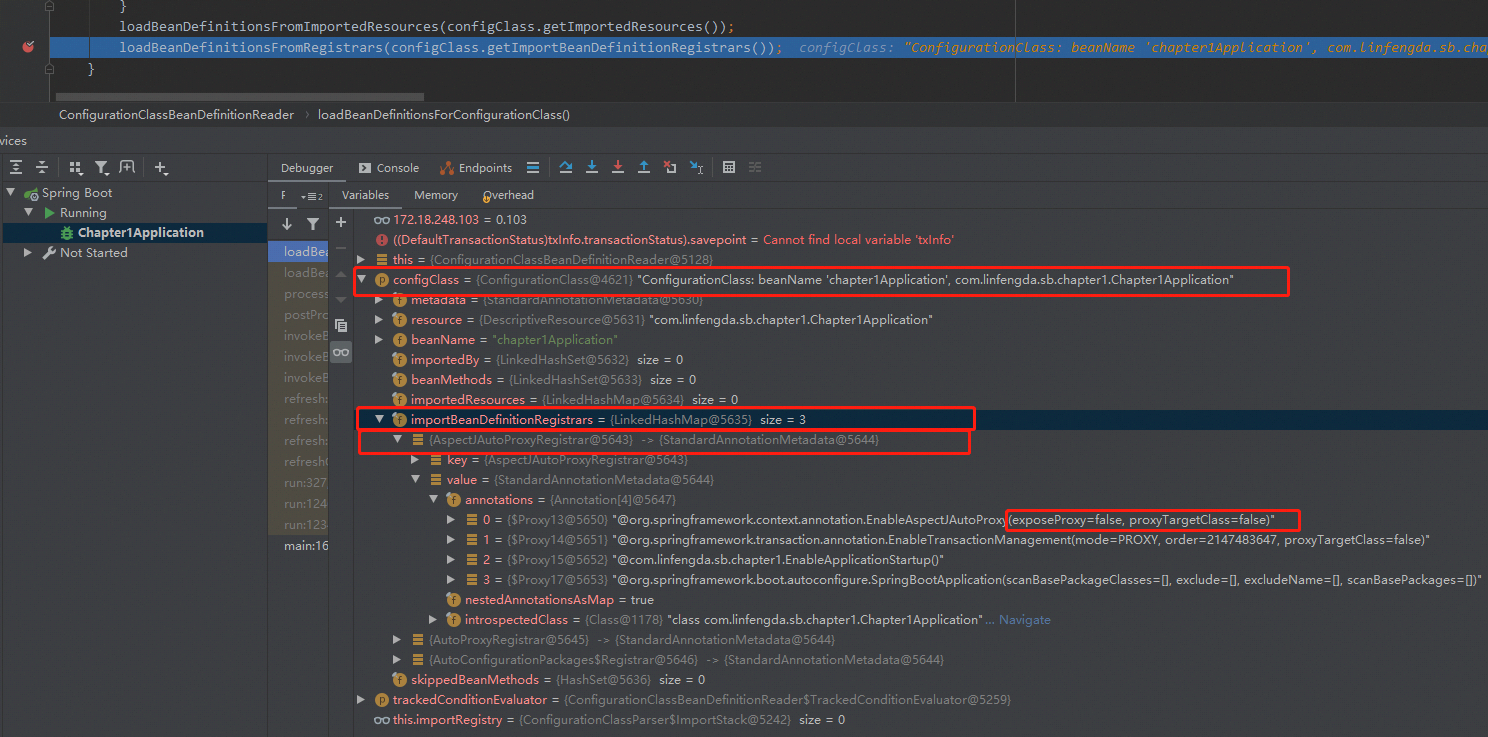 }
loadBeanDefinitionsFromImportedResources(configClass.getImportedResources());
loadBeanDefinitionsFromRegistrars(configClass.getImportBeanDefinitionRegistrars()); configClass: "ConfigurationClass: beanName 'chapter1Application', com.linfengda.sb.cha
}
ConfigurationClassBeanDefinitionReader › loadBeanDefinitionsForConfigurationClass()
vices
Debugger Console Endpoints
Spring Boot
Running
Chapter1Application
Not Started
F 2 Variables Memory Overhead
loadBea
loadBea
process
postPro
invokeB
invokeB
invokeB
refresh:
refresh:
refresh:
refreshC
run:327
run:124
run:123
main:16
172.18.248.103 = 0.103
((DefaultTransactionStatus)txInfo.transactionStatus).savepoint = Cannot find local variable 'txInfo'
this = {ConfigurationClassBeanDefinitionReader@5128}
configClass = {ConfigurationClass@4621} "ConfigurationClass: beanName 'chapter1Application', com.linfengda.sb.chapter1.Chapter1Application"
metadata = {StandardAnnotationMetadata@5630}
resource = {DescriptiveResource@5631} "com.linfengda.sb.chapter1.Chapter1Application"
beanName = "chapter1Application"
importedBy = {LinkedHashSet@5632} size = 0
beanMethods = {LinkedHashSet@5633} size = 0
importedResources = {LinkedHashMap@5634} size = 0
importBeanDefinitionRegistrars = {LinkedHashMap@5635} size = 3
{AspectJAutoProxyRegistrar@5643} -> {StandardAnnotationMetadata@5644}
key = {AspectJAutoProxyRegistrar@5643}
value = {StandardAnnotationMetadata@5644}
annotations = {Annotation[4]@5647}
0 = {$Proxy13@5650} "@org.springframework.context.annotation.EnableAspectJAutoProxy(exposeProxy=false, proxyTargetClass=false)"
1 = {$Proxy14@5651} "@org.springframework.transaction.annotation.EnableTransactionManagement(mode=PROXY, order=2147483647, proxyTargetClass=false)"
2 = {$Proxy15@5652} "@com.linfengda.sb.chapter1.EnableApplicationStartup()"
3 = {$Proxy17@5653} "@org.springframework.boot.autoconfigure.SpringBootApplication(scanBasePackageClasses=[], exclude=[], excludeName=[], scanBasePackages=[])"
nestedAnnotationsAsMap = true
introspectedClass = {Class@1178} "class com.linfengda.sb.chapter1.Chapter1Application" ... Navigate
{AutoProxyRegistrar@5645} -> {StandardAnnotationMetadata@5644}
{AutoConfigurationPackages$Registrar@5646} -> {StandardAnnotationMetadata@5644}
skippedBeanMethods = {HashSet@5636} size = 0
trackedConditionEvaluator = {ConfigurationClassBeanDefinitionReader$TrackedConditionEvaluator@5259}
this.importRegistry = {ConfigurationClassParser$ImportStack@5242} size = 0